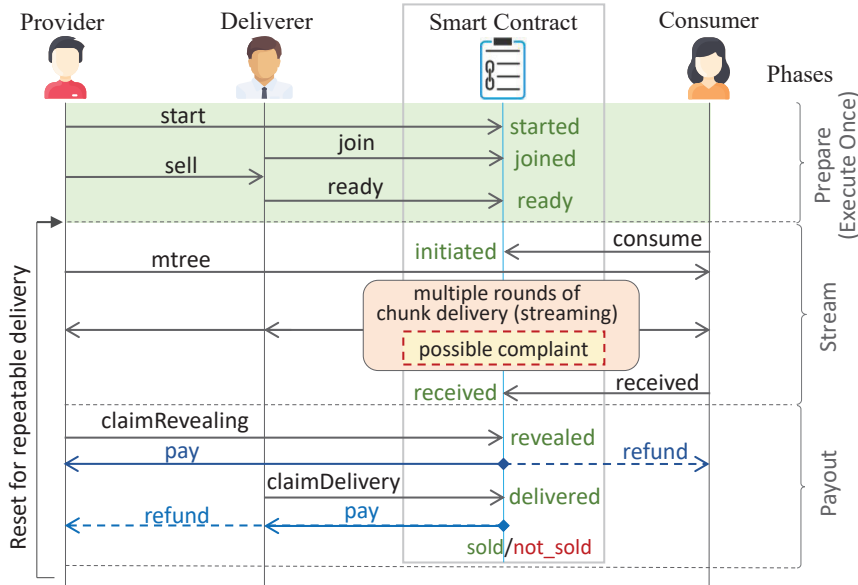 Provider
Deliverer
Smart Contract
Consumer
Phases
start
started
join
joined
sell
ready
ready
Prepare
(Execute Once)
consume
initiated
mtree
multiple rounds of
chunk delivery (streaming)
possible complaint
received
received
Stream
Reset for repeatable delivery
claimRevealing
revealed
pay
refund
claimDelivery
delivered
refund
pay
sold/not_sold
Payout